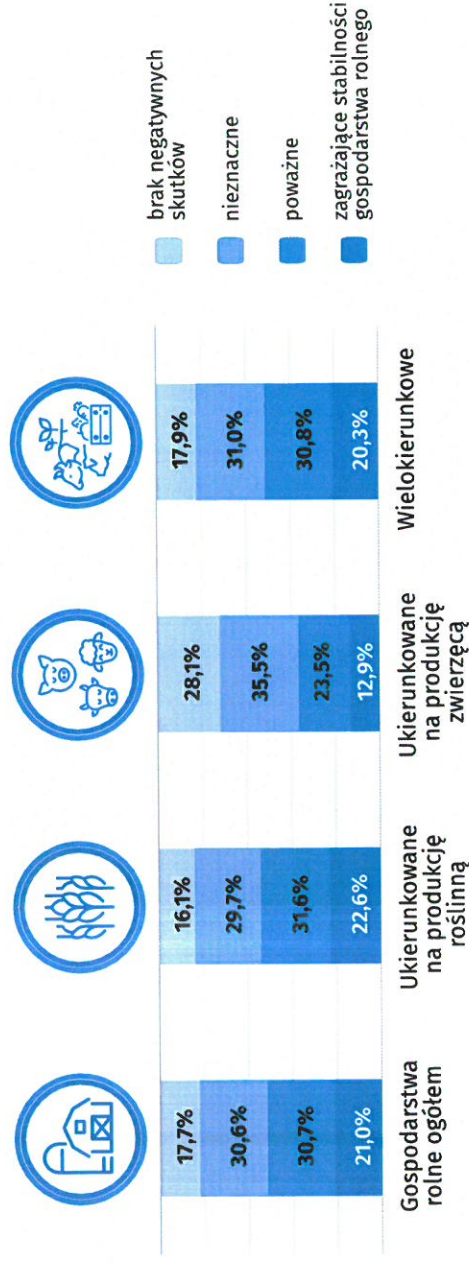 17,7%
30,6%
30,7%
21,0%
Gospodarstwa
rolne ogółem
16,1%
29,7%
31,6%
22,6%
Ukierunkowane
na produkcję
roślinną
28,1%
35,5%
23,5%
12,9%
Ukierunkowane
na produkcję
zwierzęcą
17,9%
31,0%
30,8%
20,3%
Wielokierunkowe
brak negatywnych
skutków
nieznaczne
poważne
zagrażające stabilności
gospodarstwa rolnego